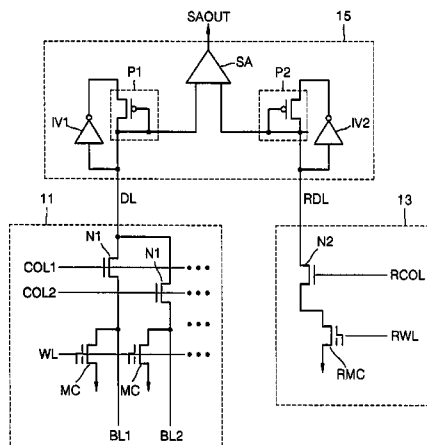 SAOUT
15
P1
SA
P2
IV1
IV2
DL
RDL
11
13
N1
N2
COL1
N1
RCOL
COL2
WL
RWL
MC
MC
RMC
BL1
BL2